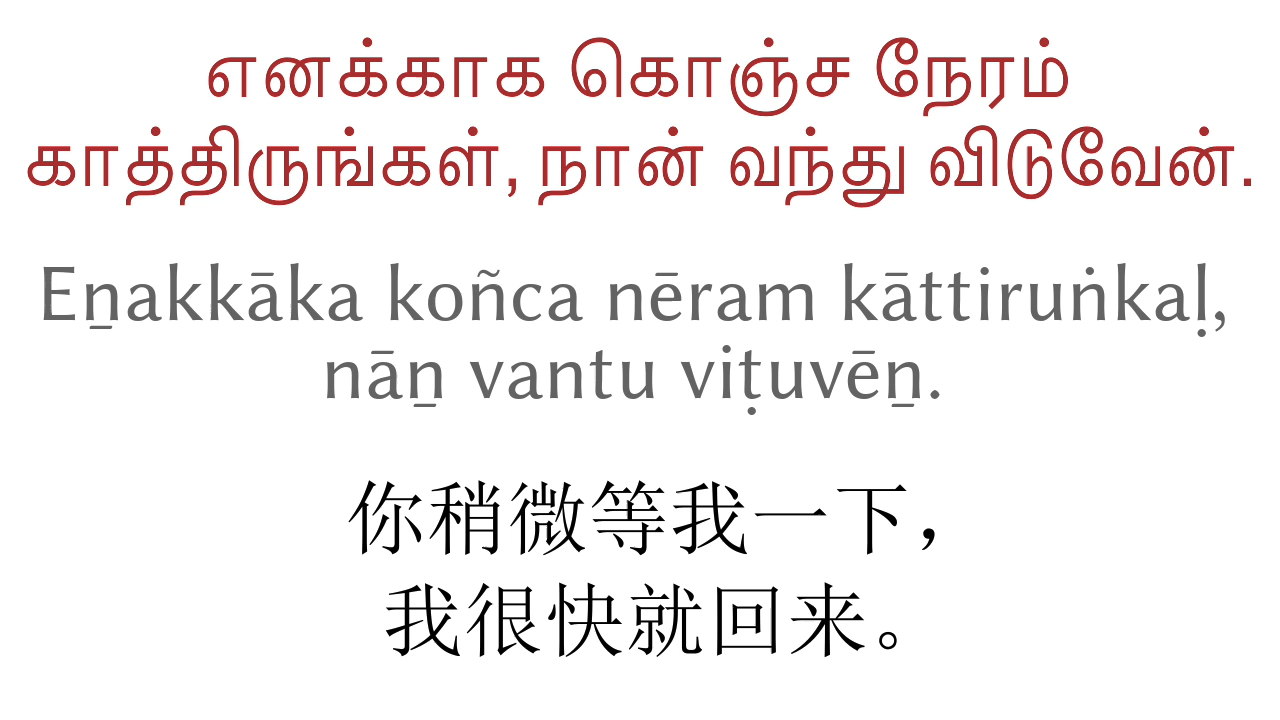 எனக்காக கொஞ்ச நேரம்
காத்திருங்கள், நான் வந்து விடுவேன்.
Eṉakkāka koñca nēram kāttiruṅkaḷ,
nāṉ vantu viṭuvēṉ.
你稍微等我一下，
我很快就回来。